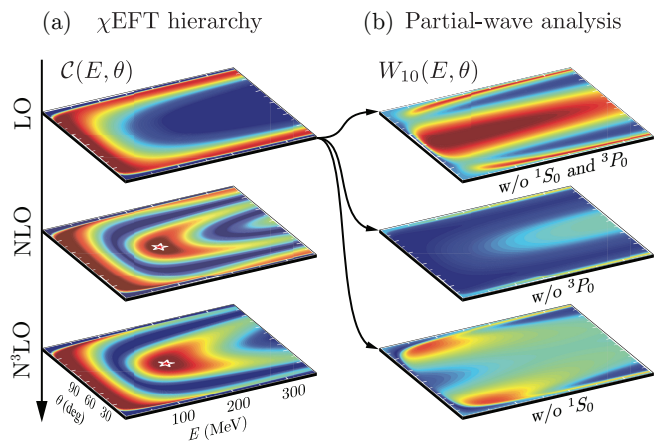 (a) χEFT hierarchy
(b) Partial-wave analysis
C(E, θ)
W₁₀(E, θ)
LO
w/o ¹S₀ and ³P₀
NLO
w/o ³P₀
N³LO
w/o ¹S₀
90 60 30
θ (deg)
100 200 300
E (MeV)